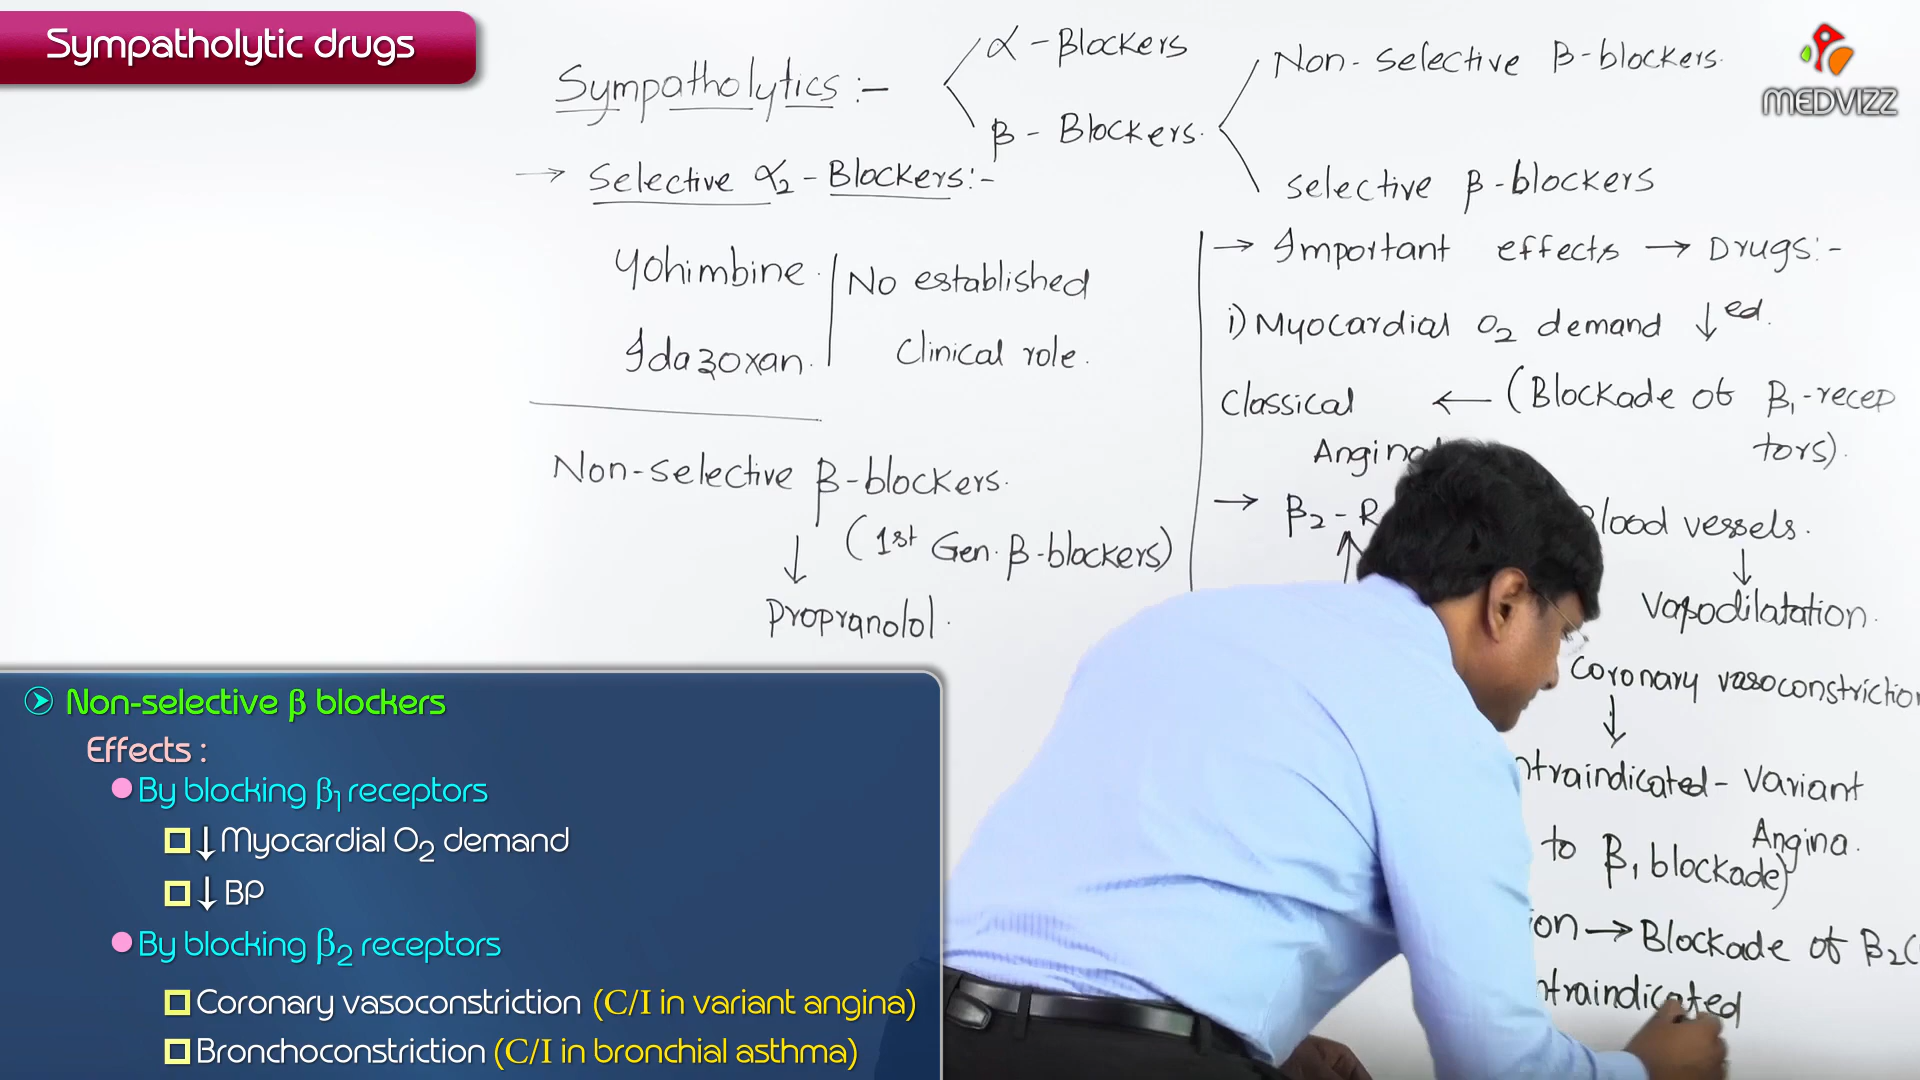 Sympatholytic drugs
MEDVIZZ
Sympatholytics :-
α - Blockers
β - Blockers.
Non-selective β-blockers.
selective β-blockers
→ Selective α2 - Blockers:-
Yohimbine.
Idazoxan.
No established
Clinical role.
Non-selective β-blockers.
(1st Gen. β-blockers)
↓
Propranolol.
→ Important effects → Drugs:-
i) Myocardial O2 demand ↓ed.
Classical ← (Blockade of β1-recep
Angina
tors).
→ β2 - R
Blood vessels.
↓
Vasodilatation.
coronary vasoconstriction
↓
ntraindicated - Variant
Angina.
to β1 blockade)
ion → Blockade of β2 (
ntraindicated
Non-selective β blockers
Effects :
By blocking β1 receptors
↓ Myocardial O2 demand
↓ BP
By blocking β2 receptors
Coronary vasoconstriction (C/I in variant angina)
Bronchoconstriction (C/I in bronchial asthma)